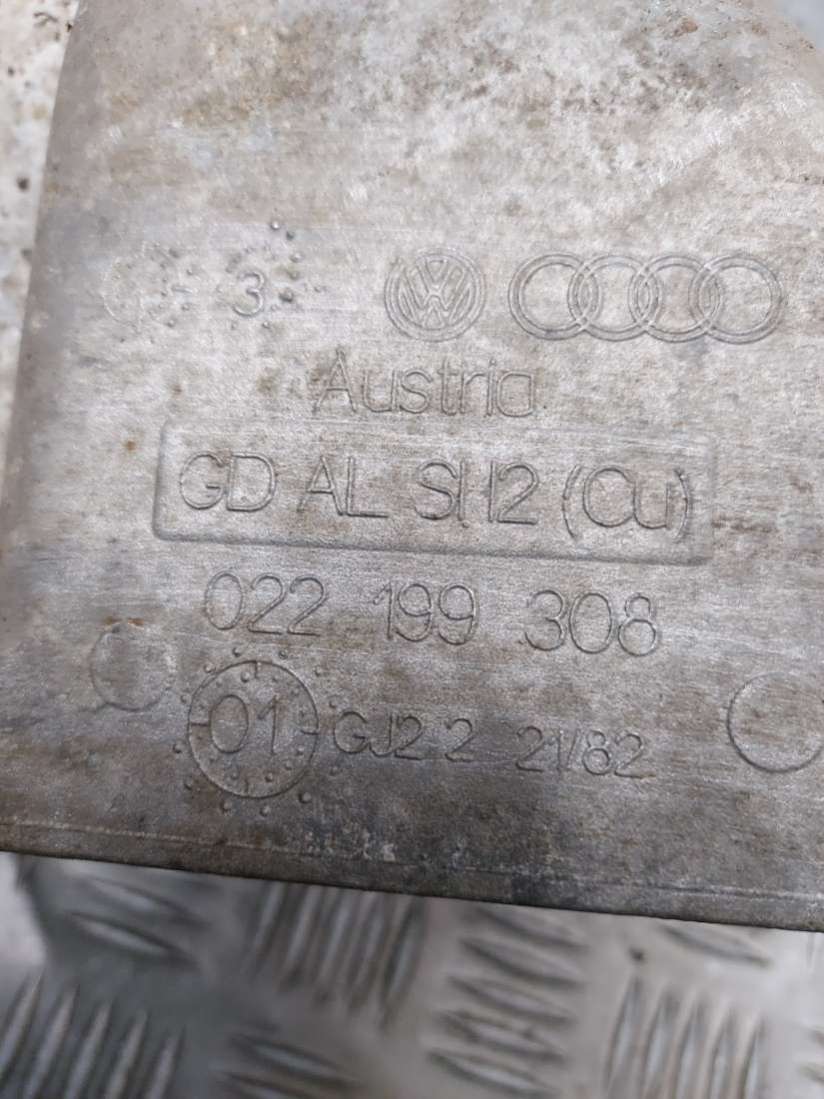 3
Austria
GD AL SI12 (Cu)
022 199 308
01 GJ2.2 21/82